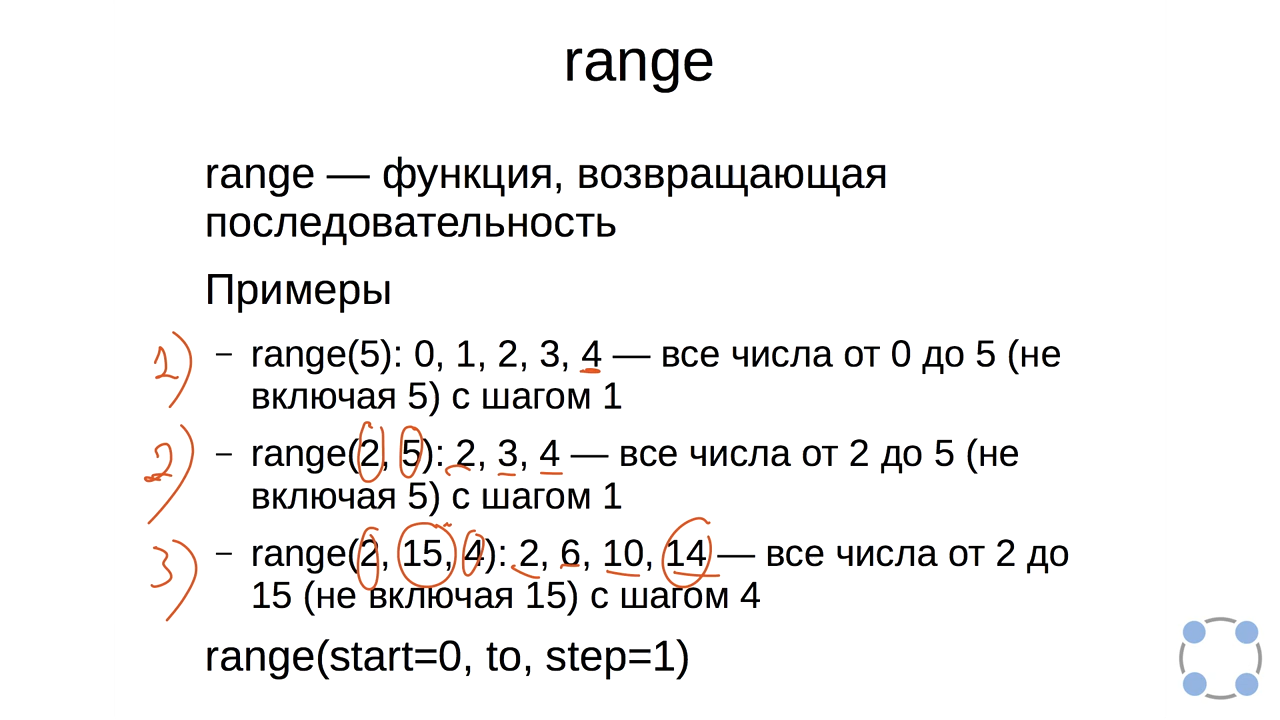 range
range — функция, возвращающая
последовательность
Примеры
1) – range(5): 0, 1, 2, 3, 4 — все числа от 0 до 5 (не
включая 5) с шагом 1
2) – range(2, 5): 2, 3, 4 — все числа от 2 до 5 (не
включая 5) с шагом 1
3) – range(2, 15, 4): 2, 6, 10, 14 — все числа от 2 до
15 (не включая 15) с шагом 4
range(start=0, to, step=1)